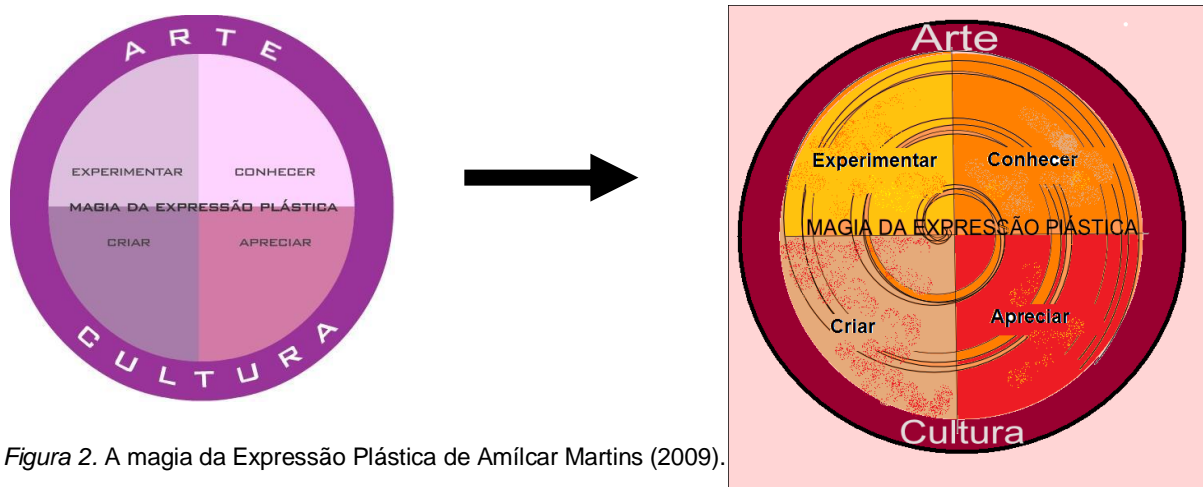 ARTE
EXPERIMENTAR CONHECER
MAGIA DA EXPRESSÃO PLÁSTICA
CRIAR APRECIAR
CULTURA
Arte
Experimentar Conhecer
MAGIA DA EXPRESSÃO PIÁSTICA
Criar Apreciar
Cultura
Figura 2. A magia da Expressão Plástica de Amílcar Martins (2009).